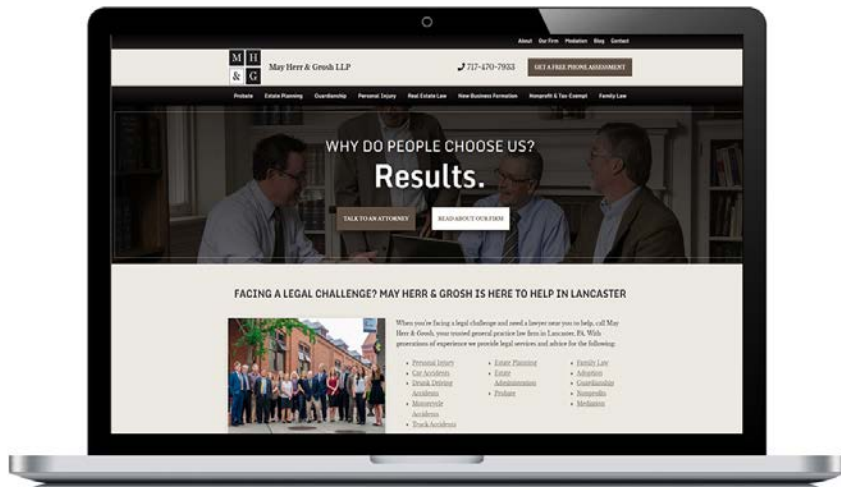 About Our Firm Mediation Blog Contact
M H
& G
May Herr & Grosh LLP
717-470-7933
GET A FREE PHONE ASSESSMENT
Probate Estate Planning Guardianship Personal Injury Real Estate Law New Business Formation Nonprofit & Tax-Exempt Family Law
WHY DO PEOPLE CHOOSE US?
Results.
TALK TO AN ATTORNEY
READ ABOUT OUR FIRM
FACING A LEGAL CHALLENGE? MAY HERR & GROSH IS HERE TO HELP IN LANCASTER
When you're facing a legal challenge and need a lawyer near you to help, call May
Herr & Grosh, your trusted general practice law firm in Lancaster, PA. With
generations of experience we provide legal services and advice for the following:
Personal Injury
Car Accidents
Drunk Driving
Accidents
Motorcycle
Accidents
Truck Accidents
Estate Planning
Estate
Administration
Probate
Family Law
Adoption
Guardianship
Nonprofits
Mediation